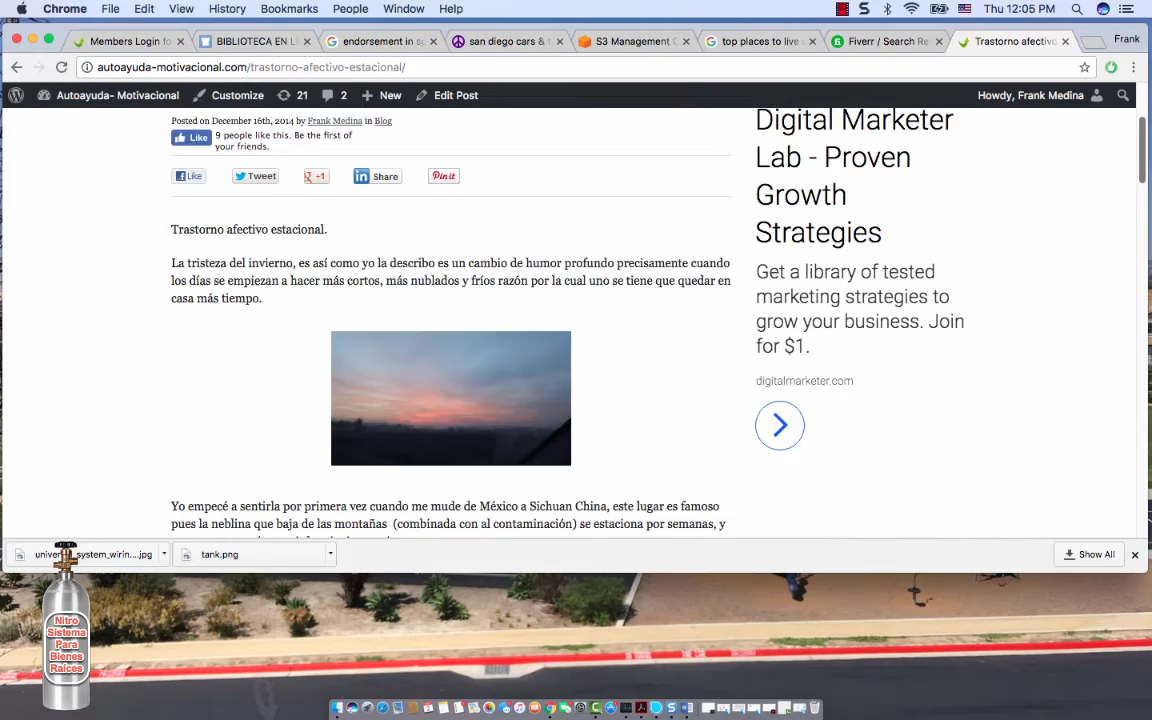 Chrome File Edit View History Bookmarks People Window Help Thu 12:05 PM
Members Login fo
BIBLIOTECA EN L
endorsement in s
san diego cars & t
S3 Management C
top places to live
Fiverr / Search Re
Trastorno afectivo
Frank
autoayuda-motivacional.com/trastorno-afectivo-estacional/
Autoayuda- Motivacional Customize 21 2 New Edit Post Howdy, Frank Medina
Posted on December 16th, 2014 by Frank Medina in Blog
Like 9 people like this. Be the first of
your friends.
Like Tweet +1 Share Pin it
Trastorno afectivo estacional.
La tristeza del invierno, es así como yo la describo es un cambio de humor profundo precisamente cuando
los días se empiezan a hacer más cortos, más nublados y fríos razón por la cual uno se tiene que quedar en
casa más tiempo.
Yo empecé a sentirla por primera vez cuando me mude de México a Sichuan China, este lugar es famoso
pues la neblina que baja de las montañas (combinada con al contaminación) se estaciona por semanas, y
Digital Marketer
Lab - Proven
Growth
Strategies
Get a library of tested
marketing strategies to
grow your business. Join
for $1.
digitalmarketer.com
tank.png
Show All
Nitro
Sistema
Para
Bienes
Raices